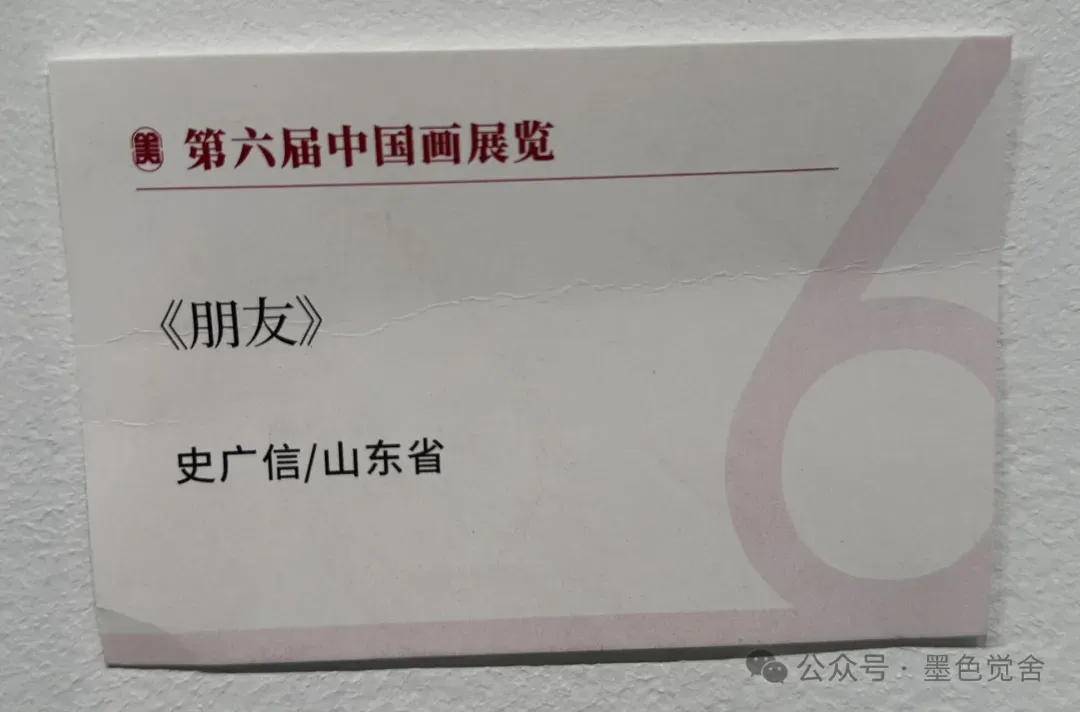 美 第六届中国画展览
《朋友》
史广信/山东省
公众号·墨色觉舍